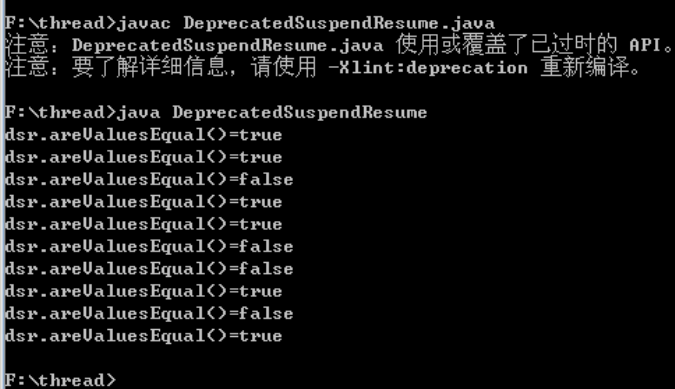 F:\thread>javac DeprecatedSuspendResume.java
注意：DeprecatedSuspendResume.java 使用或覆盖了已过时的 API。
注意：要了解详细信息，请使用 -Xlint:deprecation 重新编译。
F:\thread>java DeprecatedSuspendResume
dsr.areValuesEqual()=true
dsr.areValuesEqual()=true
dsr.areValuesEqual()=false
dsr.areValuesEqual()=true
dsr.areValuesEqual()=true
dsr.areValuesEqual()=false
dsr.areValuesEqual()=false
dsr.areValuesEqual()=true
dsr.areValuesEqual()=false
dsr.areValuesEqual()=true
F:\thread>